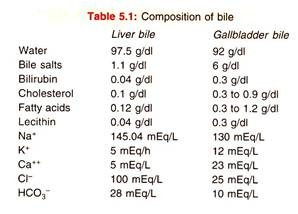 Table 5.1: Composition of bile
Liver bile Gallbladder bile
Water 97.5 g/dl 92 g/dl
Bile salts 1.1 g/dl 6 g/dl
Bilirubin 0.04 g/dl 0.3 g/dl
Cholesterol 0.1 g/dl 0.3 to 0.9 g/dl
Fatty acids 0.12 g/dl 0.3 to 1.2 g/dl
Lecithin 0.04 g/dl 0.3 g/dl
Na⁺ 145.04 mEq/L 130 mEq/L
K⁺ 5 mEq/h 12 mEq/L
Ca⁺⁺ 5 mEq/L 23 mEq/L
Cl⁻ 100 mEq/L 25 mEq/L
HCO₃⁻ 28 mEq/L 10 mEq/L